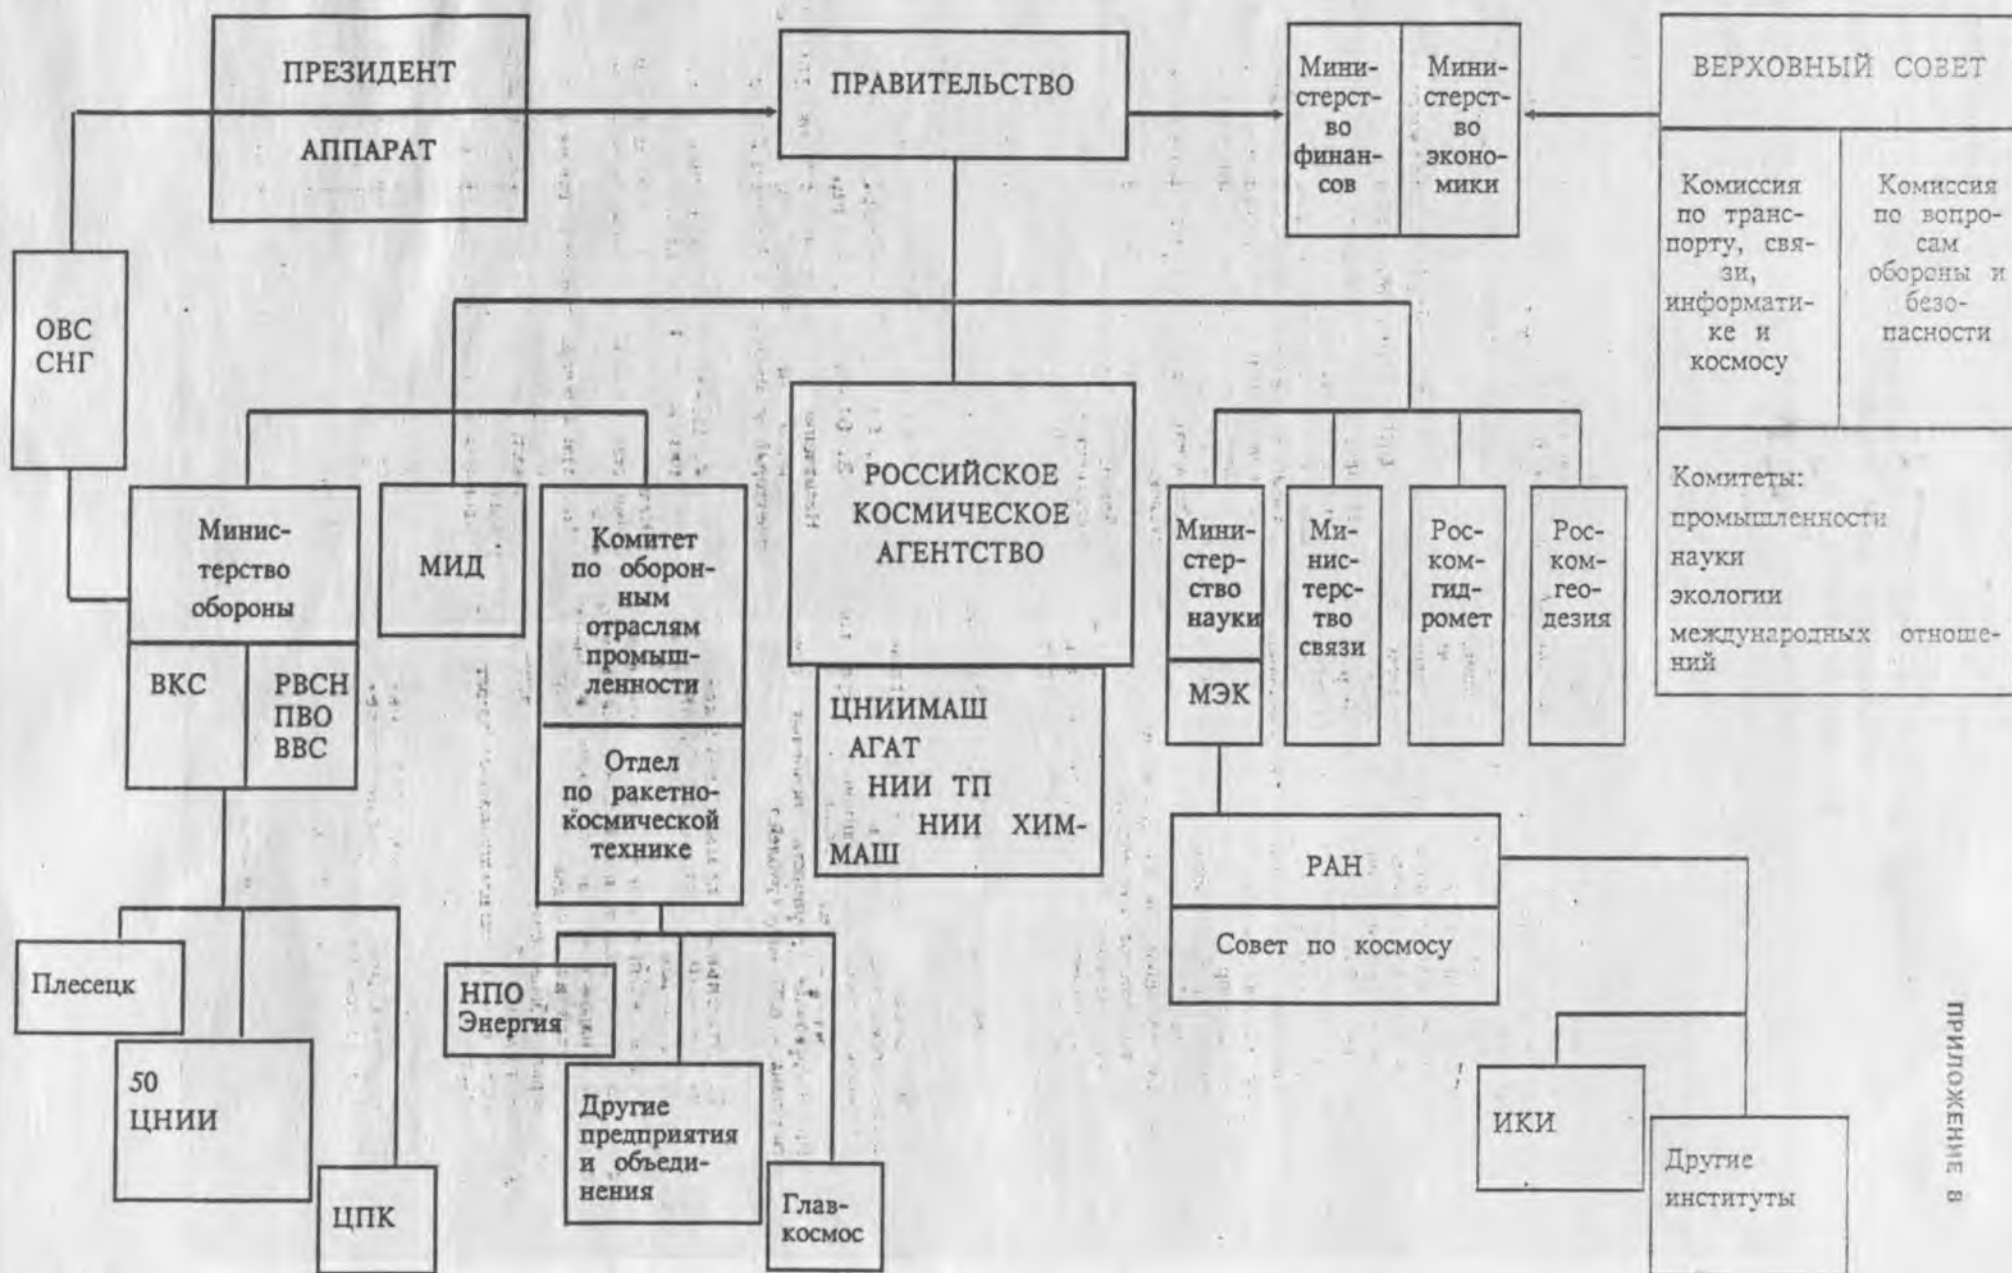 ПРЕЗИДЕНТ
АППАРАТ
ПРАВИТЕЛЬСТВО
Мини-
стерст-
во
финан-
сов
Мини-
стерст-
во
эконо-
мики
ВЕРХОВНЫЙ СОВЕТ
Комиссия
по транс-
порту, свя-
зи,
информати-
ке и
космосу
Комиссия
по вопро-
сам
обороны и
безо-
пасности
Комитеты:
промышленности
науки
экологии
международных отноше-
ний
ОВС
СНГ
Минис-
терство
обороны
ВКС
РВСН
ПВО
ВВС
МИД
Комитет
по оборон-
ным
отраслям
промыш-
ленности
Отдел
по ракетно-
космической
технике
РОССИЙСКОЕ
КОСМИЧЕСКОЕ
АГЕНТСТВО
ЦНИИМАШ
АГАТ
НИИ ТП
НИИ ХИМ-
МАШ
Мини-
стер-
ство
науки
МЭК
Ми-
нис-
терс-
тво
связи
Рос-
ком-
гид-
ромет
Рос-
ком-
гео-
дезия
РАН
Совет по космосу
Плесецк
50
ЦНИИ
ЦПК
НПО
Энергия
Другие
предприятия
и объеди-
нения
Глав-
космос
ИКИ
Другие
институты
ПРИЛОЖЕНИЕ 8